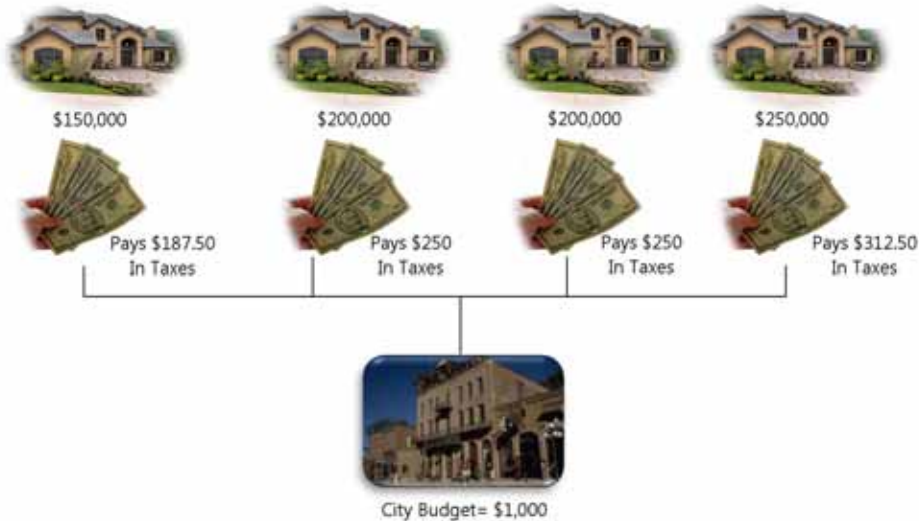 $150,000
$200,000
$200,000
$250,000
Pays $187.50
In Taxes
Pays $250
In Taxes
Pays $250
In Taxes
Pays $312.50
In Taxes
City Budget= $1,000